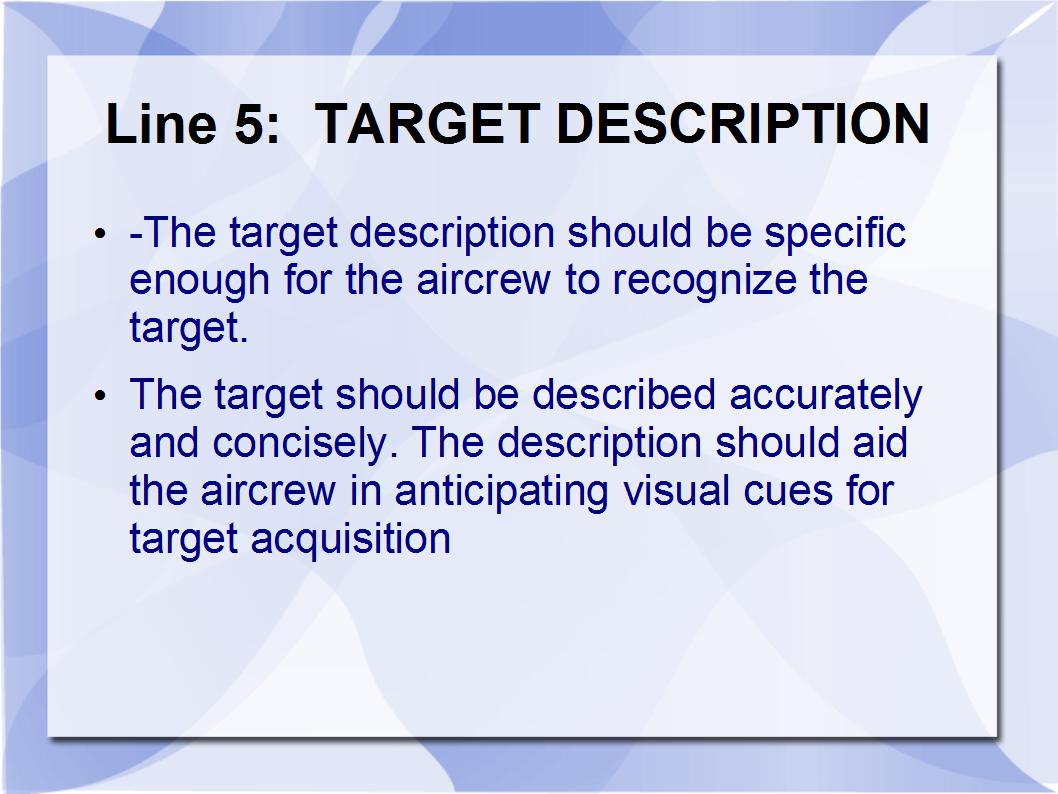 Line 5:  TARGET DESCRIPTION
• -The target description should be specific
enough for the aircrew to recognize the
target.
• The target should be described accurately
and concisely. The description should aid
the aircrew in anticipating visual cues for
target acquisition